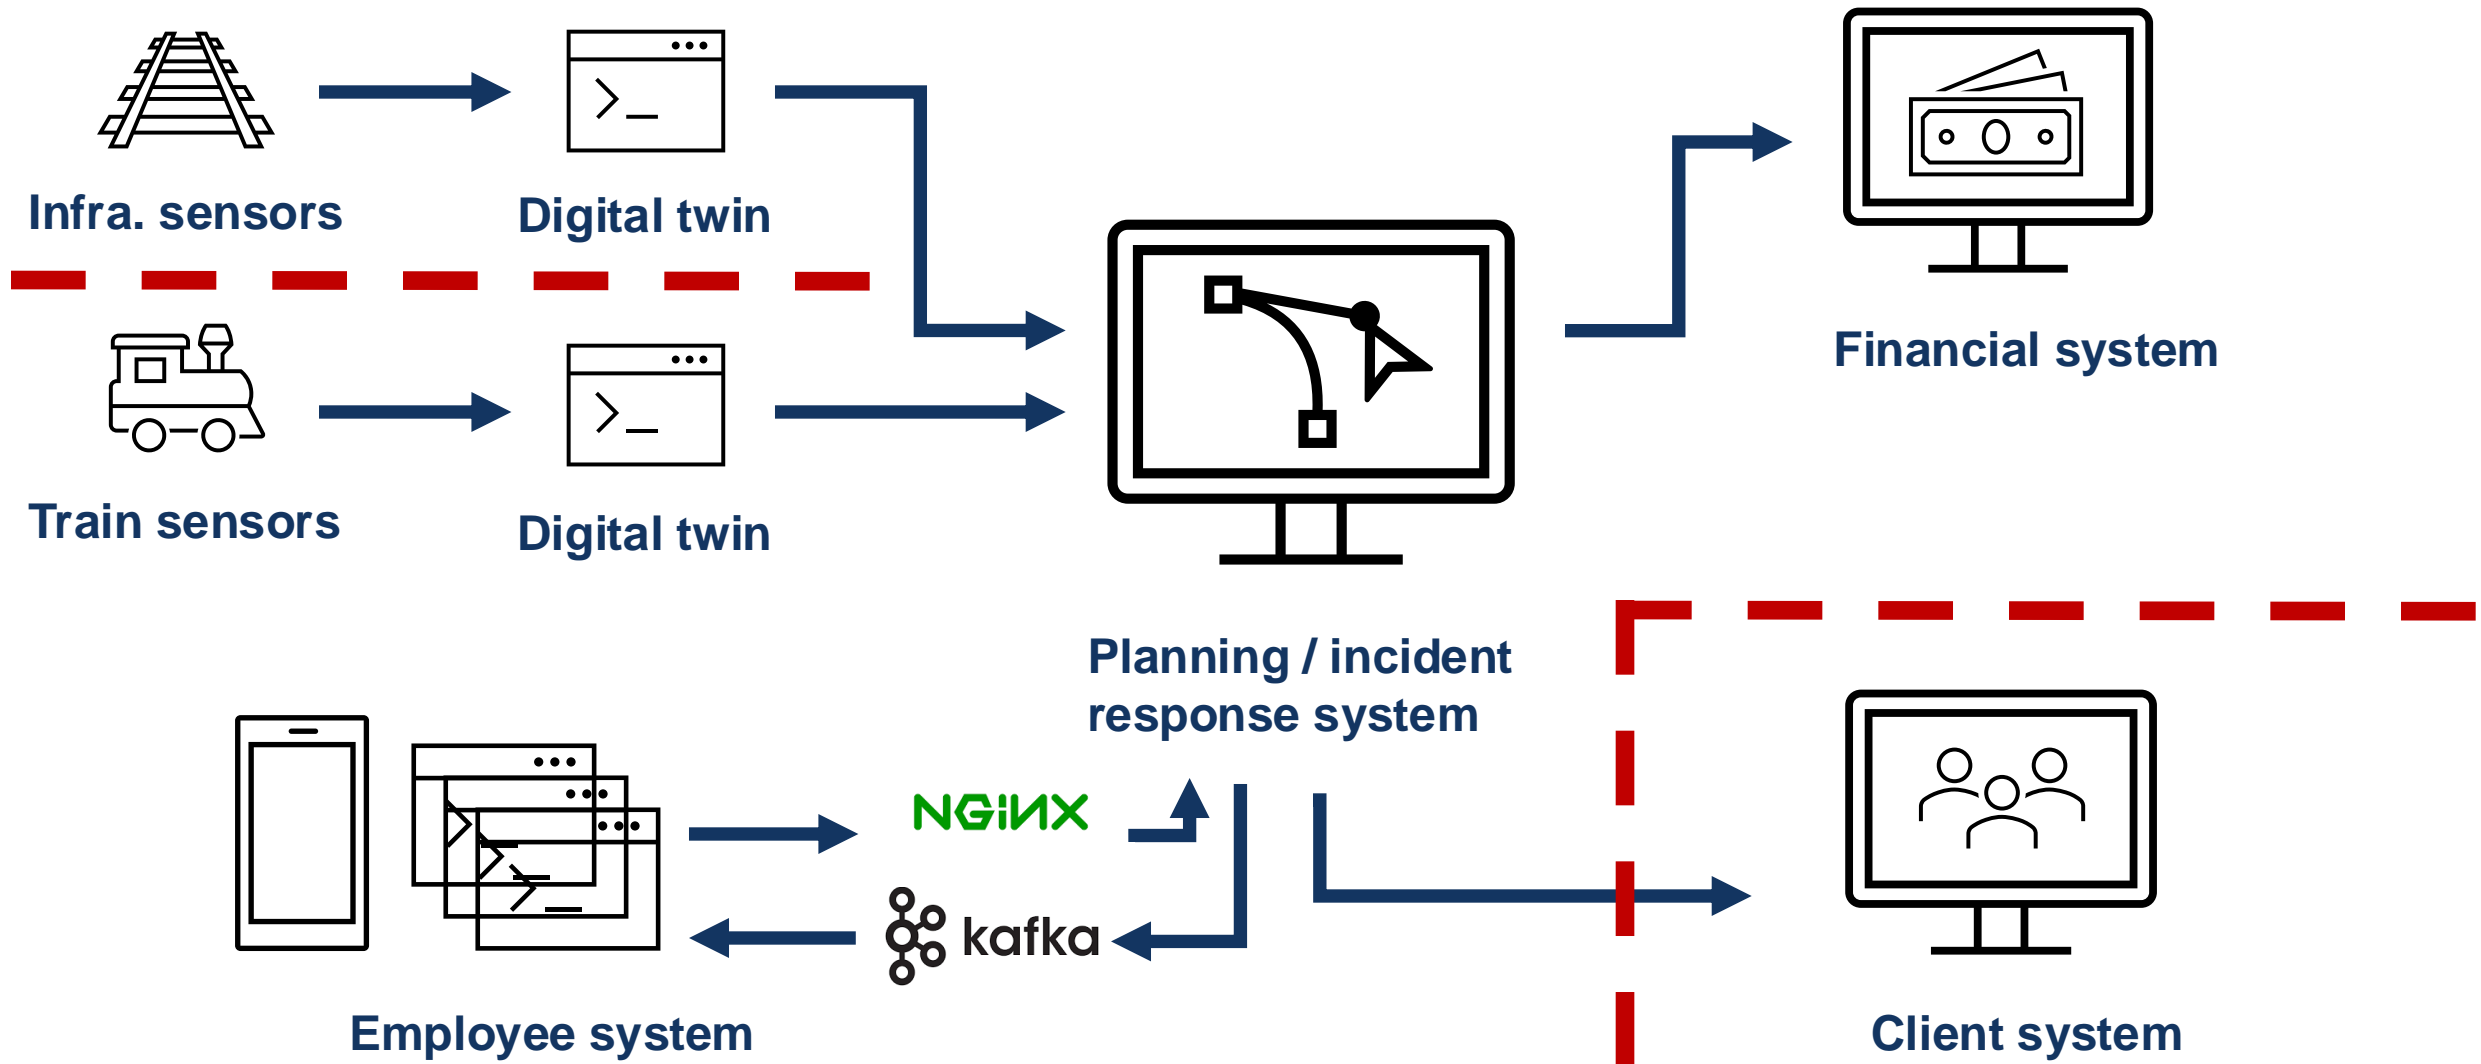 Infra. sensors
Digital twin
Financial system
Train sensors
Digital twin
Planning / incident
response system
NGiNX
kafka
Employee system
Client system